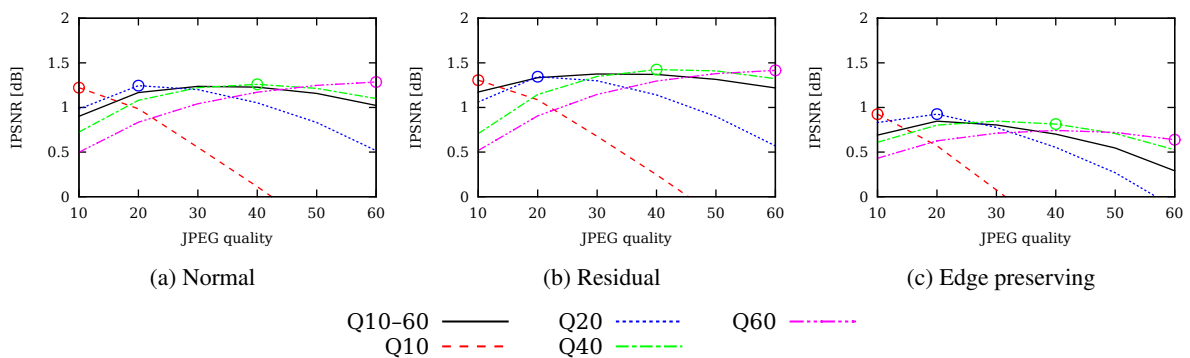 2
1.5
1
0.5
0
IPSNR [dB]
10 20 30 40 50 60
JPEG quality
(a) Normal
2
1.5
1
0.5
0
IPSNR [dB]
10 20 30 40 50 60
JPEG quality
(b) Residual
2
1.5
1
0.5
0
IPSNR [dB]
10 20 30 40 50 60
JPEG quality
(c) Edge preserving
Q10–60 Q20 Q60
Q10 Q40